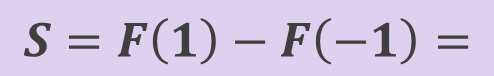 S = F(1) − F(−1) =